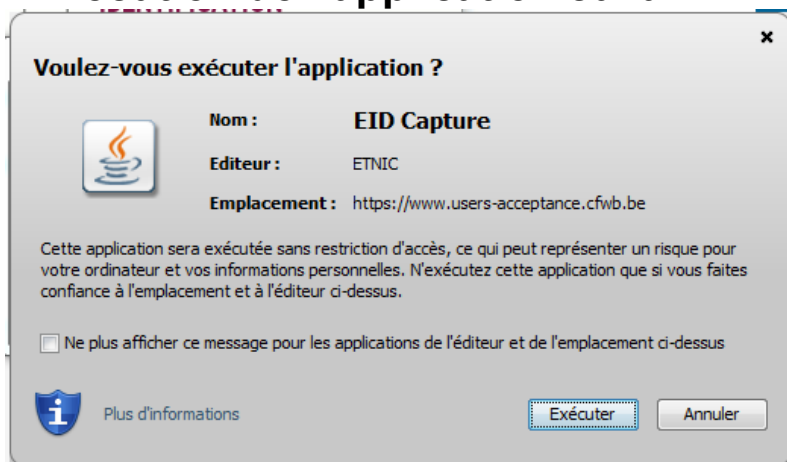 Voulez-vous exécuter l'application ?
Nom : EID Capture
Editeur : ETNIC
Emplacement : https://www.users-acceptance.cfwb.be
Cette application sera exécutée sans restriction d'accès, ce qui peut représenter un risque pour
votre ordinateur et vos informations personnelles. N'exécutez cette application que si vous faites
confiance à l'emplacement et à l'éditeur ci-dessus.
Ne plus afficher ce message pour les applications de l'éditeur et de l'emplacement ci-dessus
Plus d'informations
Exécuter Annuler